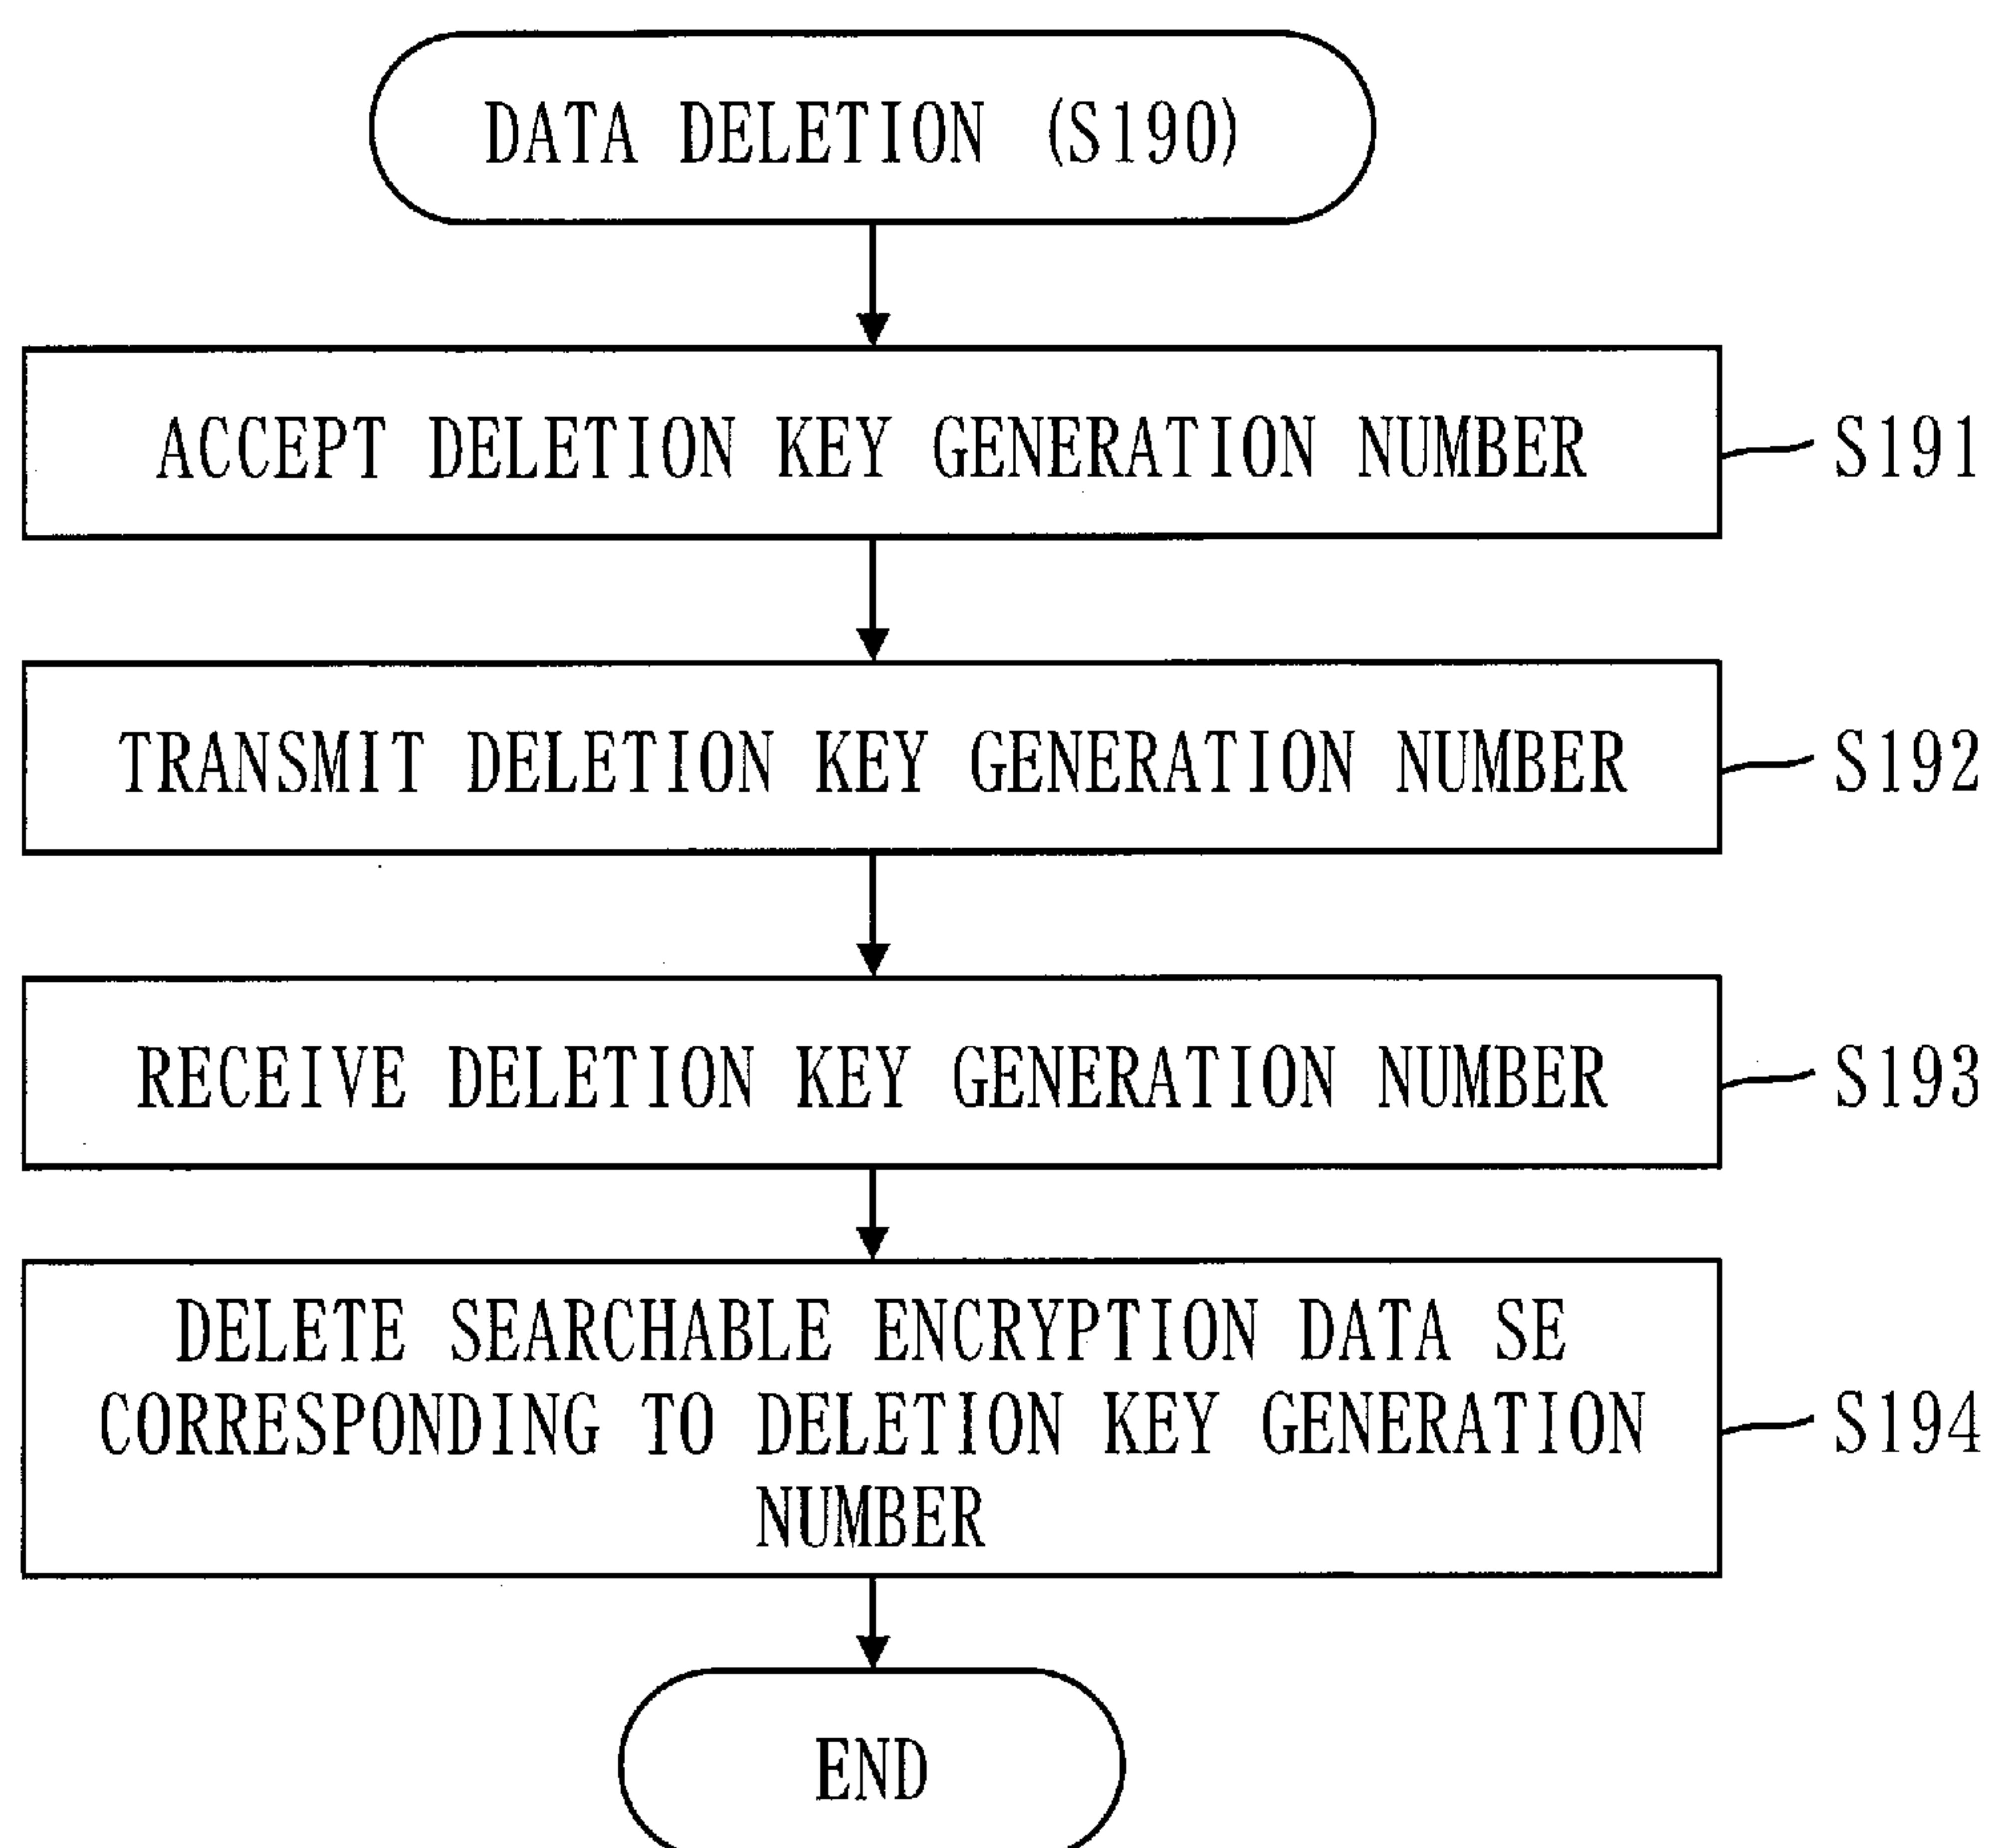 DATA DELETION (S190)
ACCEPT DELETION KEY GENERATION NUMBER
S191
TRANSMIT DELETION KEY GENERATION NUMBER
S192
RECEIVE DELETION KEY GENERATION NUMBER
S193
DELETE SEARCHABLE ENCRYPTION DATA SE
CORRESPONDING TO DELETION KEY GENERATION
NUMBER
S194
END